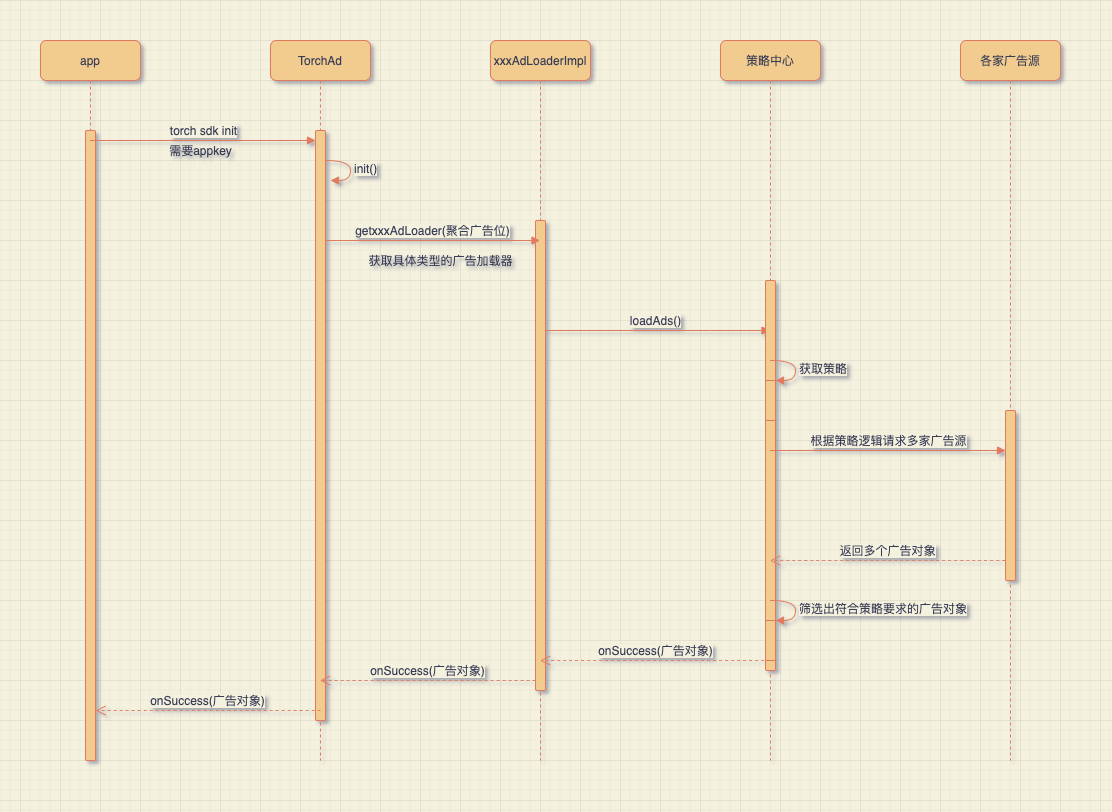 app
TorchAd
xxxAdLoaderImpl
策略中心
各家广告源
torch sdk init
需要appkey
init()
getxxxAdLoader(聚合广告位)
获取具体类型的广告加载器
loadAds()
获取策略
根据策略逻辑请求多家广告源
返回多个广告对象
筛选出符合策略要求的广告对象
onSuccess(广告对象)
onSuccess(广告对象)
onSuccess(广告对象)